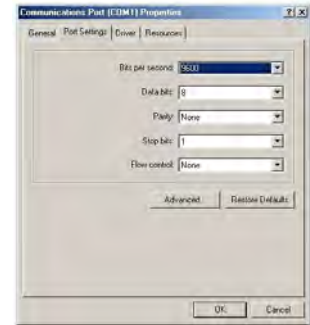 Communications Port (COM1) Properties
? X
General Port Settings Driver Resources
Bits per second: 9600
Data bits: 8
Parity: None
Stop bits: 1
Flow control: None
Advanced... Restore Defaults
OK Cancel